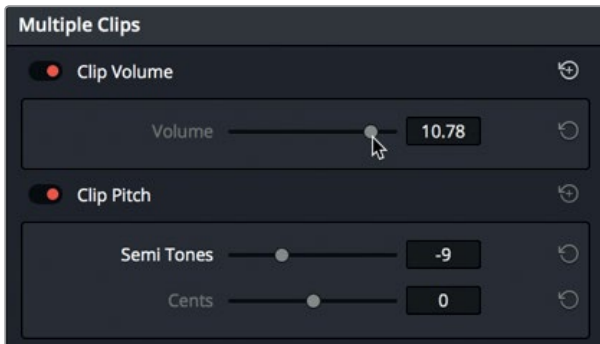 Multiple Clips
Clip Volume
Volume 10.78
Clip Pitch
Semi Tones -9
Cents 0